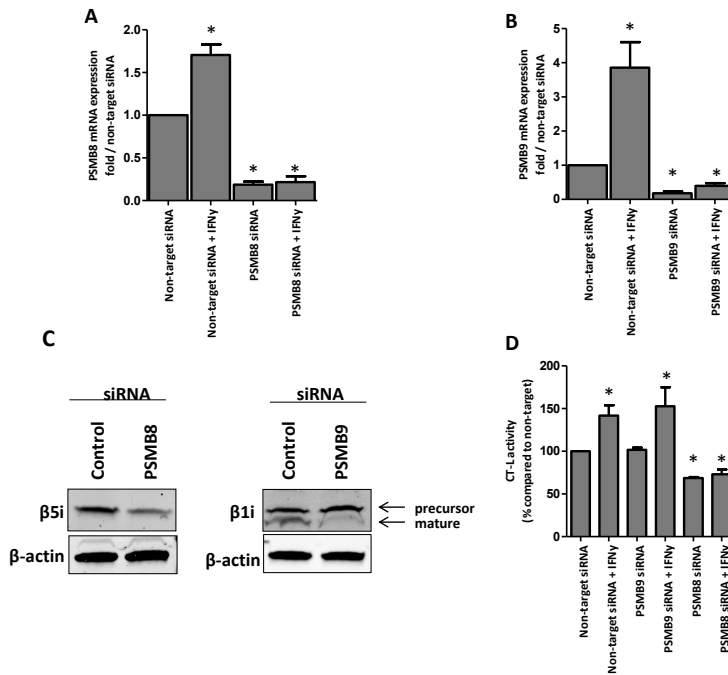 A
PSMB8 mRNA expression
fold / non-target siRNA
2.0
1.5
1.0
0.5
0.0
*
*
*
Non-target siRNA
Non-target siRNA + IFNγ
PSMB8 siRNA
PSMB8 siRNA + IFNγ
B
PSMB9 mRNA expression
fold / non-target siRNA
5
4
3
2
1
0
*
*
*
Non-target siRNA
Non-target siRNA + IFNγ
PSMB9 siRNA
PSMB9 siRNA + IFNγ
C
siRNA
Control
PSMB8
β5i
β-actin
siRNA
Control
PSMB9
β1i
β-actin
precursor
mature
D
CT-L activity
(% compared to non-target)
200
150
100
50
0
*
*
*
*
Non-target siRNA
Non-target siRNA + IFNγ
PSMB9 siRNA
PSMB9 siRNA + IFNγ
PSMB8 siRNA
PSMB8 siRNA + IFNγ